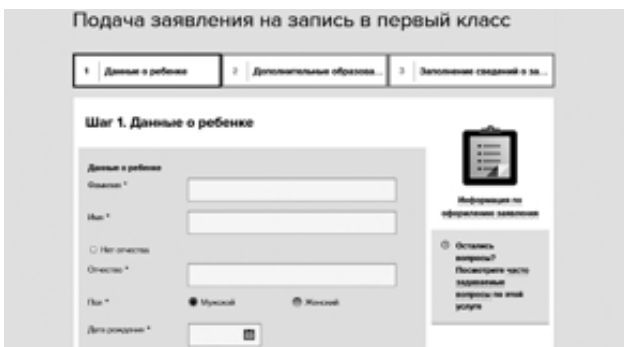 Подача заявления на запись в первый класс
1 Данные о ребенке
2 Дополнительные образова...
3 Заполнение сведений о за...
Шаг 1. Данные о ребенке
Данные о ребенке
Фамилия *
Имя *
Нет отчества
Отчество *
Пол *
Мужской
Женский
Дата рождения *
Информация по
оформлению заявления
Остались
вопросы?
Посмотрите часто
задаваемые
вопросы по этой
услуге